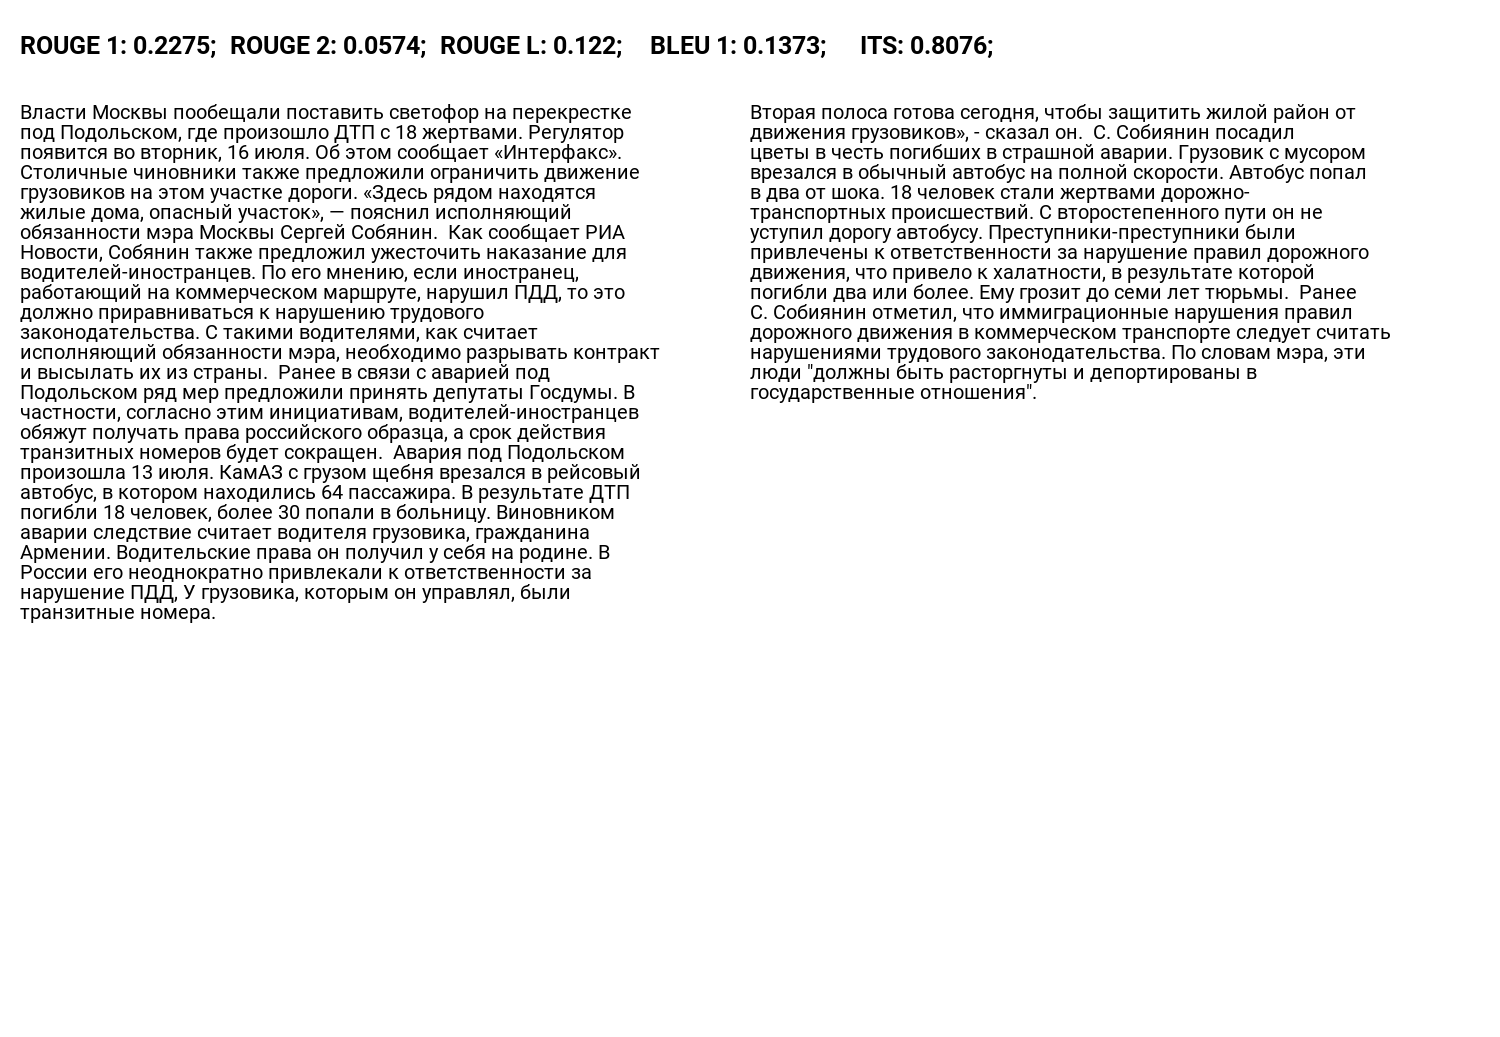 ROUGE 1: 0.2275;  ROUGE 2: 0.0574;  ROUGE L: 0.122;    BLEU 1: 0.1373;     ITS: 0.8076;
Власти Москвы пообещали поставить светофор на перекрестке
под Подольском, где произошло ДТП с 18 жертвами. Регулятор
появится во вторник, 16 июля. Об этом сообщает «Интерфакс».
Столичные чиновники также предложили ограничить движение
грузовиков на этом участке дороги. «Здесь рядом находятся
жилые дома, опасный участок», — пояснил исполняющий
обязанности мэра Москвы Сергей Собянин.  Как сообщает РИА
Новости, Собянин также предложил ужесточить наказание для
водителей-иностранцев. По его мнению, если иностранец,
работающий на коммерческом маршруте, нарушил ПДД, то это
должно приравниваться к нарушению трудового
законодательства. С такими водителями, как считает
исполняющий обязанности мэра, необходимо разрывать контракт
и высылать их из страны.  Ранее в связи с аварией под
Подольском ряд мер предложили принять депутаты Госдумы. В
частности, согласно этим инициативам, водителей-иностранцев
обяжут получать права российского образца, а срок действия
транзитных номеров будет сокращен.  Авария под Подольском
произошла 13 июля. КамАЗ с грузом щебня врезался в рейсовый
автобус, в котором находились 64 пассажира. В результате ДТП
погибли 18 человек, более 30 попали в больницу. Виновником
аварии следствие считает водителя грузовика, гражданина
Армении. Водительские права он получил у себя на родине. В
России его неоднократно привлекали к ответственности за
нарушение ПДД, У грузовика, которым он управлял, были
транзитные номера.
Вторая полоса готова сегодня, чтобы защитить жилой район от
движения грузовиков», - сказал он.  С. Собиянин посадил
цветы в честь погибших в страшной аварии. Грузовик с мусором
врезался в обычный автобус на полной скорости. Автобус попал
в два от шока. 18 человек стали жертвами дорожно-
транспортных происшествий. С второстепенного пути он не
уступил дорогу автобусу. Преступники-преступники были
привлечены к ответственности за нарушение правил дорожного
движения, что привело к халатности, в результате которой
погибли два или более. Ему грозит до семи лет тюрьмы.  Ранее
С. Собиянин отметил, что иммиграционные нарушения правил
дорожного движения в коммерческом транспорте следует считать
нарушениями трудового законодательства. По словам мэра, эти
люди "должны быть расторгнуты и депортированы в
государственные отношения".